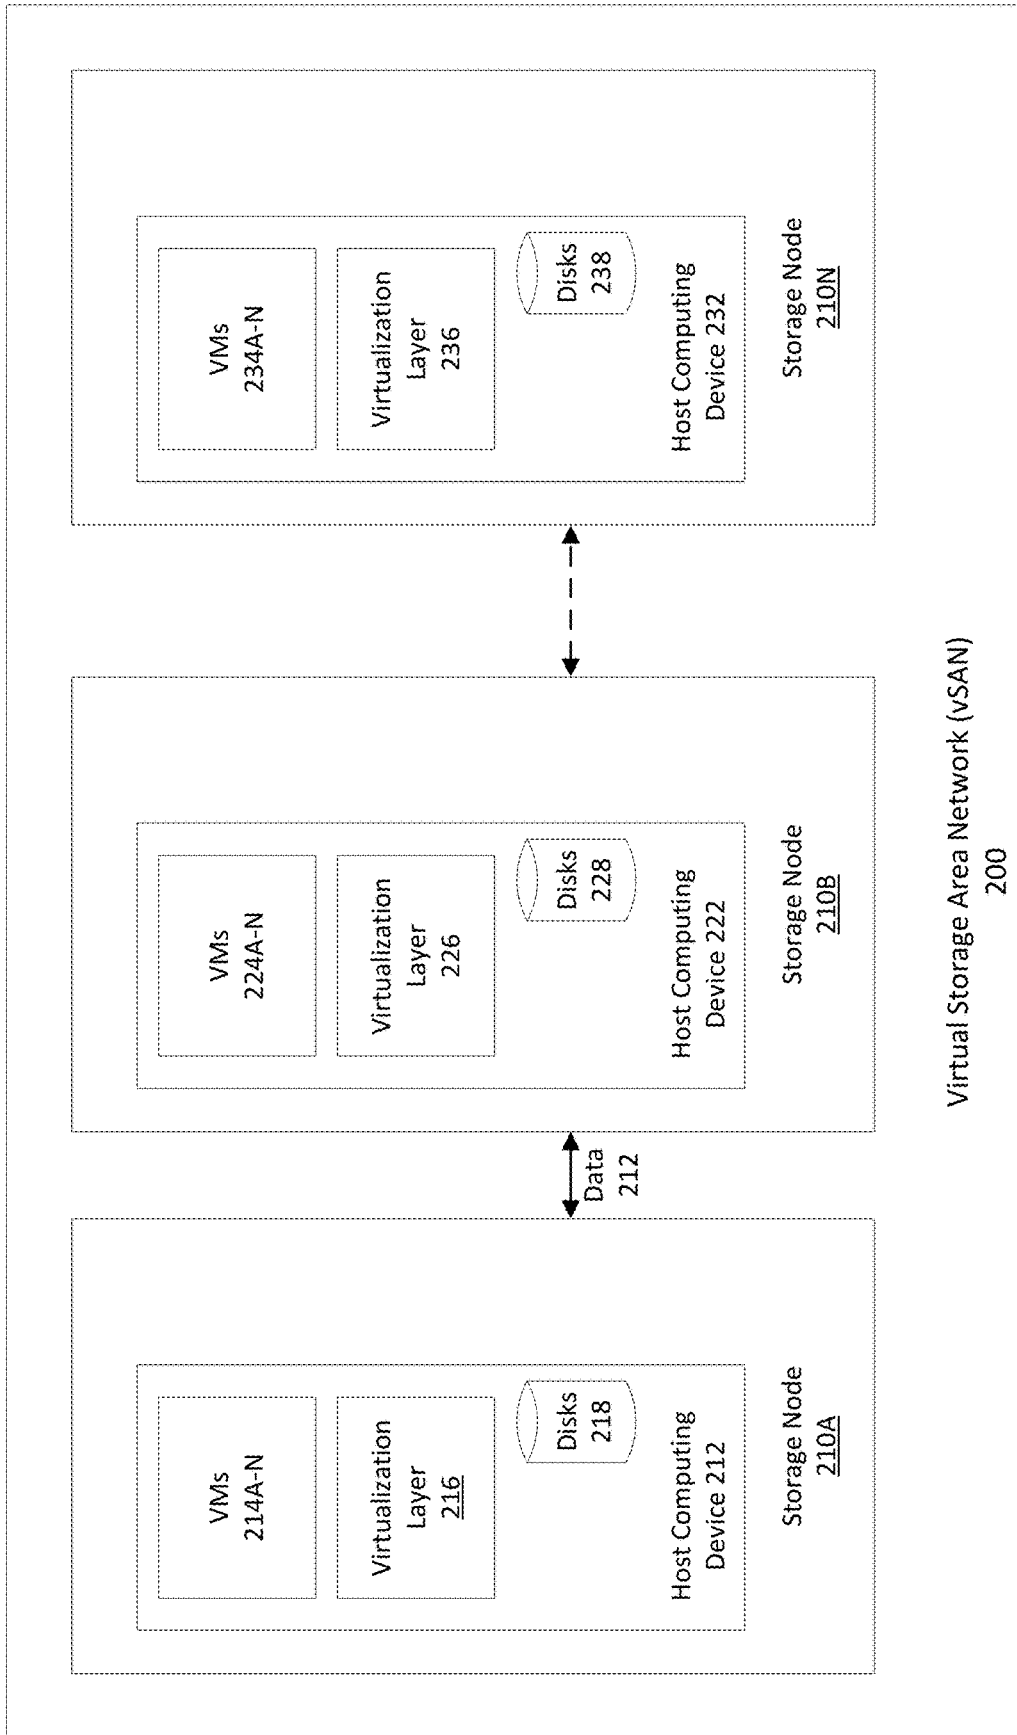 VMs
214A-N
Virtualization
Layer
216
Disks
218
Host Computing
Device 212
Storage Node
210A
Data
212
VMs
224A-N
Virtualization
Layer
226
Disks
228
Host Computing
Device 222
Storage Node
210B
VMs
234A-N
Virtualization
Layer
236
Disks
238
Host Computing
Device 232
Storage Node
210N
Virtual Storage Area Network (vSAN)
200